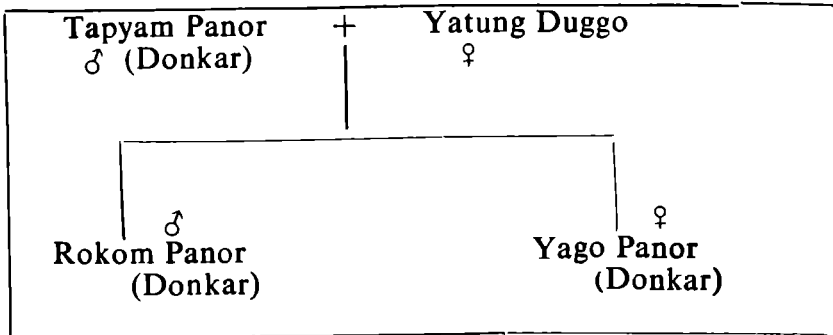 Tapyam Panor + Yatung Duggo
♂ (Donkar) ♀
♂ ♀
Rokom Panor Yago Panor
(Donkar) (Donkar)